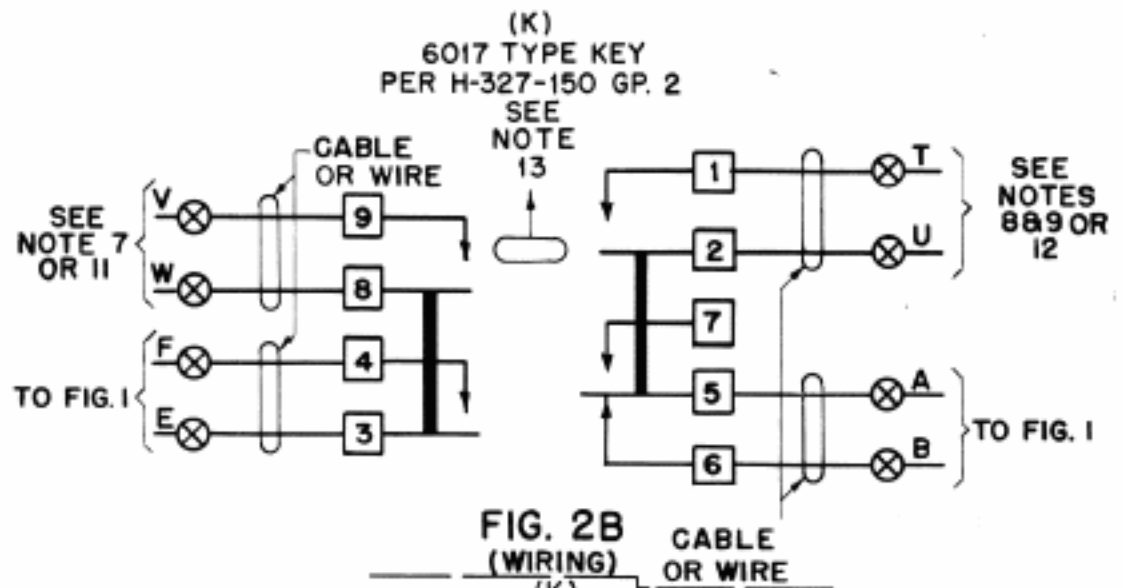 (K)
6017 TYPE KEY
PER H-327-150 GP. 2
SEE
NOTE
13
CABLE
OR WIRE
V
9
SEE
NOTE 7
OR 11
W
8
F
4
TO FIG. 1
E
3
1
T
SEE
NOTES
8&9 OR
12
2
U
7
5
A
TO FIG. 1
6
B
FIG. 2B
(WIRING)
CABLE
OR WIRE
(K)